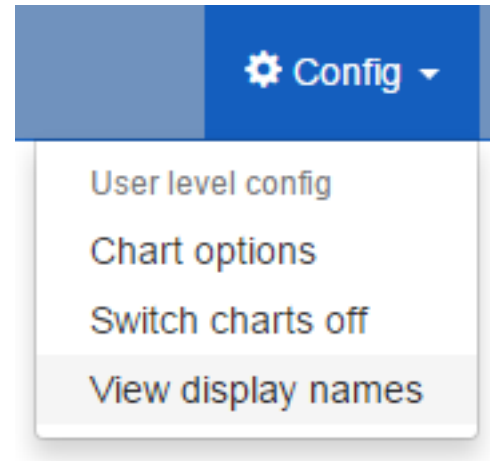 Config
User level config
Chart options
Switch charts off
View display names